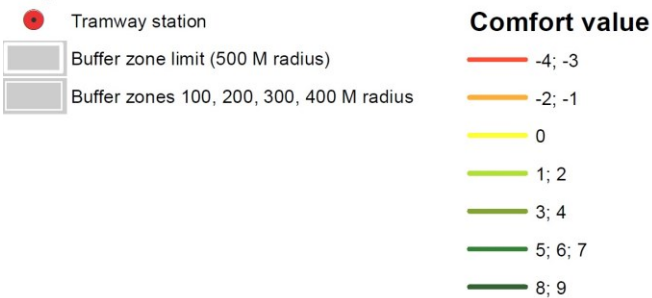 Tramway station
Buffer zone limit (500 M radius)
Buffer zones 100, 200, 300, 400 M radius
Comfort value
-4; -3
-2; -1
0
1; 2
3; 4
5; 6; 7
8; 9